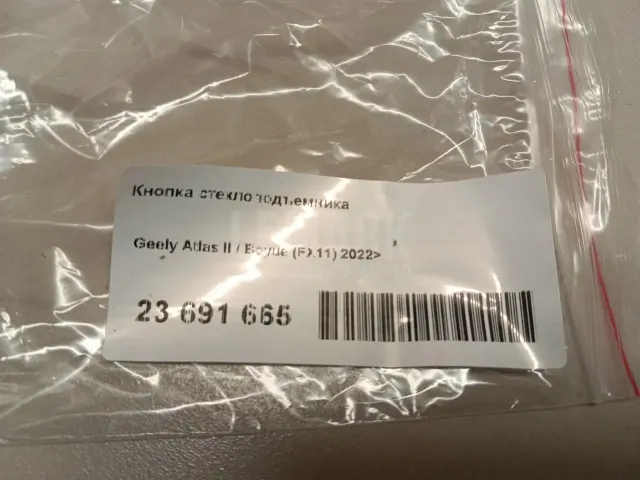 Кнопка стеклоподъемника
Geely Atlas II / Boyue (FX11) 2022>
23 691 665